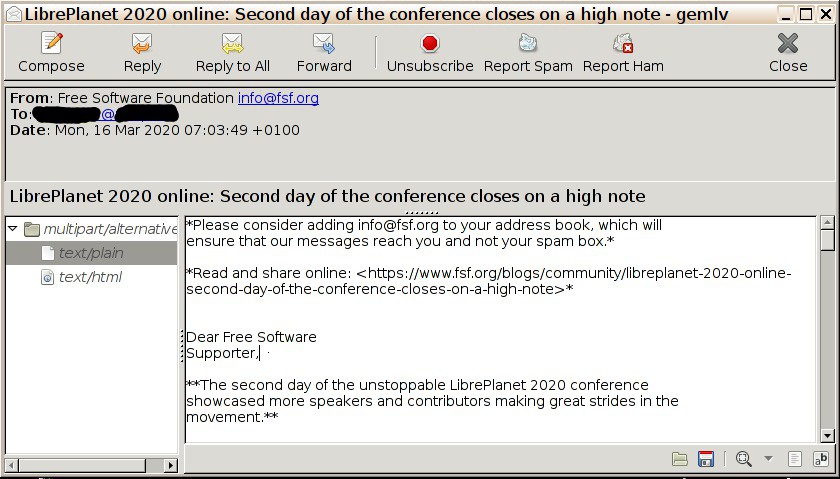 LibrePlanet 2020 online: Second day of the conference closes on a high note - gemlv
Compose Reply Reply to All Forward Unsubscribe Report Spam Report Ham Close
From: Free Software Foundation info@fsf.org
To: @
Date: Mon, 16 Mar 2020 07:03:49 +0100
LibrePlanet 2020 online: Second day of the conference closes on a high note
multipart/alternative
text/plain
text/html
*Please consider adding info@fsf.org to your address book, which will
ensure that our messages reach you and not your spam box.*
*Read and share online: <https://www.fsf.org/blogs/community/libreplanet-2020-online-
second-day-of-the-conference-closes-on-a-high-note>*
Dear Free Software
Supporter,
**The second day of the unstoppable LibrePlanet 2020 conference
showcased more speakers and contributors making great strides in the
movement.**
ab